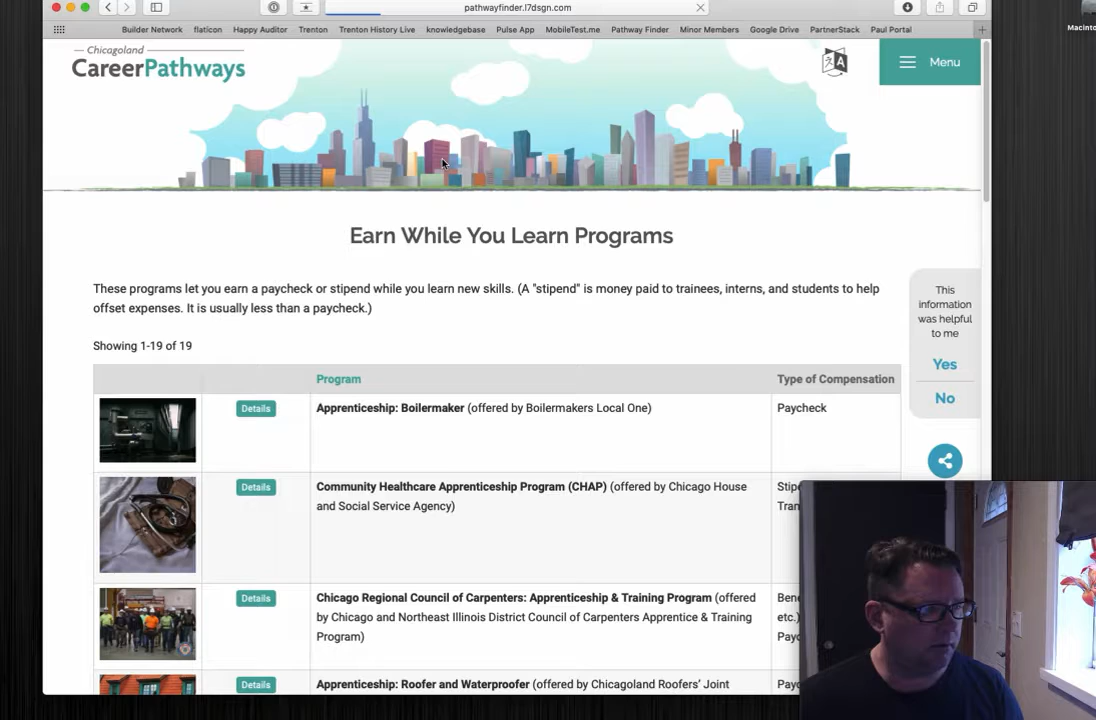 pathwayfinder.l7dsgn.com
Builder Network flaticon Happy Auditor Trenton Trenton History Live knowledgebase Pulse App MobileTest.me Pathway Finder Minor Members Google Drive PartnerStack Paul Portal
Macinto
Chicagoland
CareerPathways
Menu
Earn While You Learn Programs
These programs let you earn a paycheck or stipend while you learn new skills. (A "stipend" is money paid to trainees, interns, and students to help
offset expenses. It is usually less than a paycheck.)
This
information
was helpful
to me
Yes
No
Showing 1-19 of 19
Program Type of Compensation
Details Apprenticeship: Boilermaker (offered by Boilermakers Local One) Paycheck
Details Community Healthcare Apprenticeship Program (CHAP) (offered by Chicago House Stip
and Social Service Agency) Tran
Details Chicago Regional Council of Carpenters: Apprenticeship & Training Program (offered Bene
by Chicago and Northeast Illinois District Council of Carpenters Apprentice & Training etc.)
Program) Payc
Details Apprenticeship: Roofer and Waterproofer (offered by Chicagoland Roofers' Joint Payc